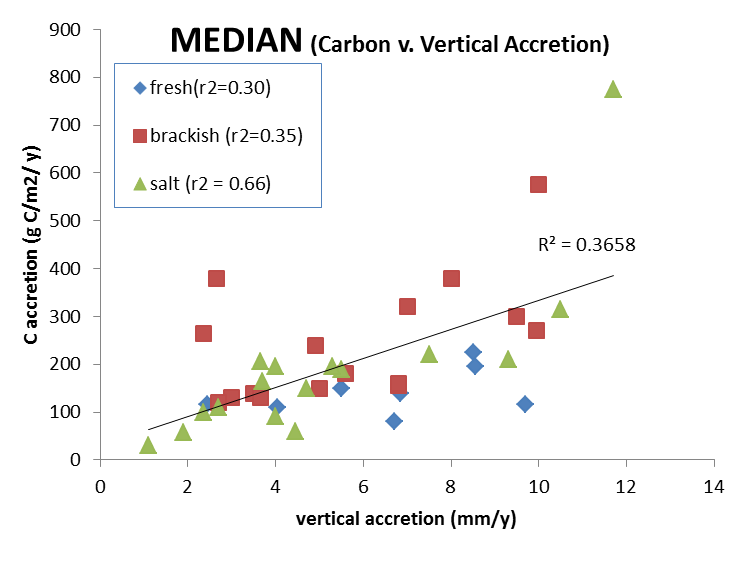 MEDIAN (Carbon v. Vertical Accretion)
900
800
700
600
500
400
300
200
100
0
C accretion (g C/m2/ y)
fresh(r2=0.30)
brackish (r2=0.35)
salt (r2 = 0.66)
R² = 0.3658
0 2 4 6 8 10 12 14
vertical accretion (mm/y)